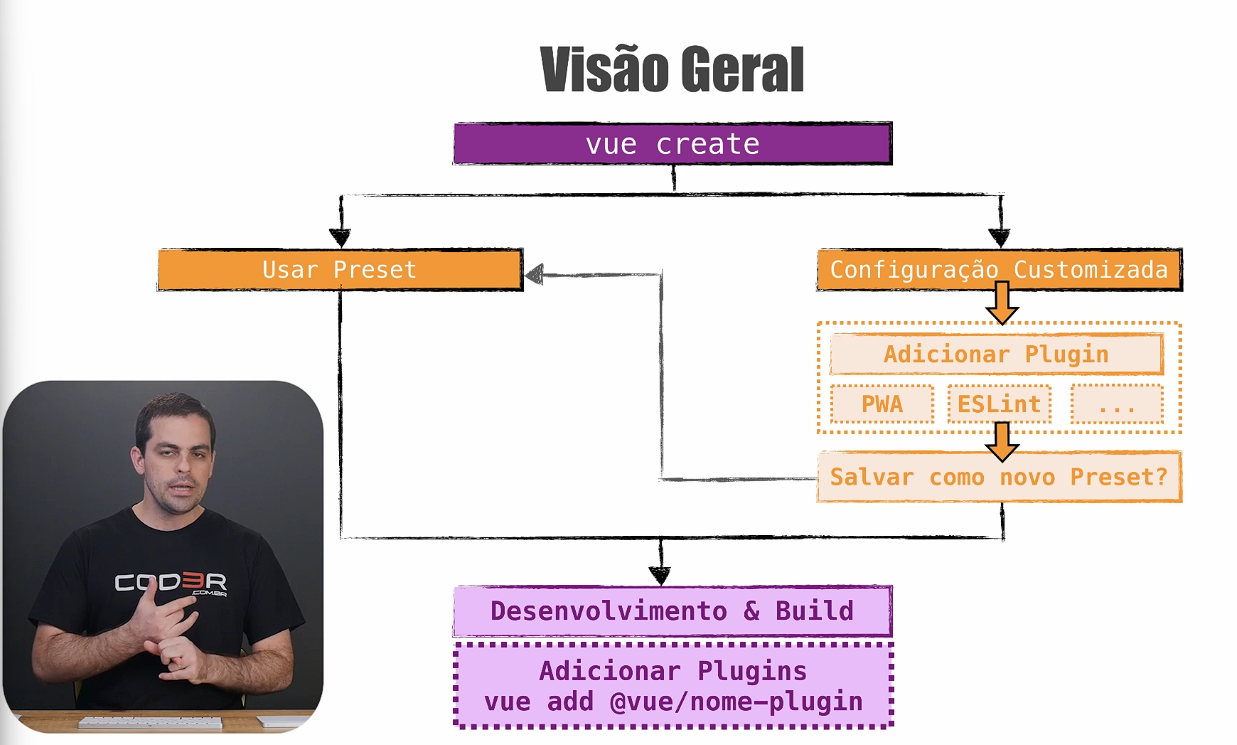 Visão Geral
vue create
Usar Preset
Configuração Customizada
Adicionar Plugin
PWA
ESLint
...
Salvar como novo Preset?
COD3R
.COM.BR
Desenvolvimento & Build
Adicionar Plugins
vue add @vue/nome-plugin